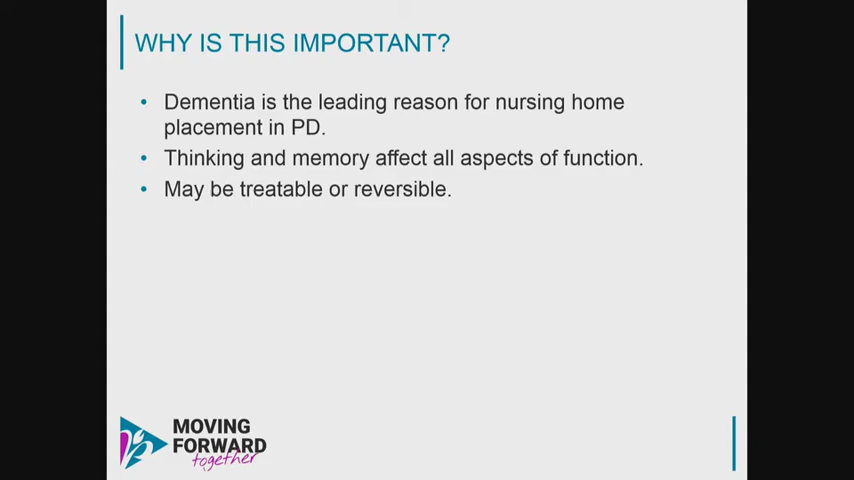 WHY IS THIS IMPORTANT?
• Dementia is the leading reason for nursing home
placement in PD.
• Thinking and memory affect all aspects of function.
• May be treatable or reversible.
MOVING
FORWARD
together